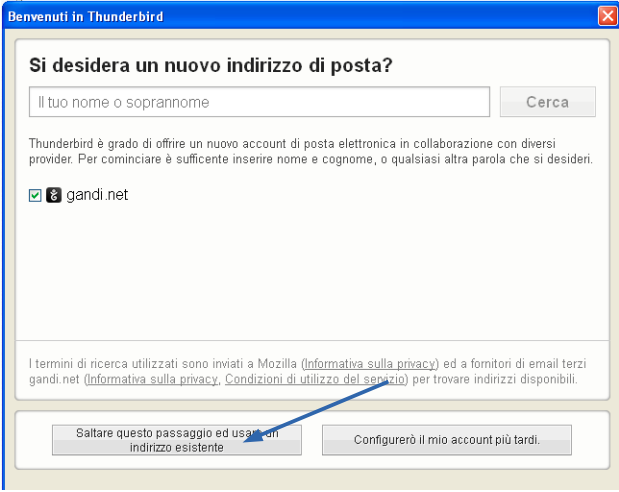 Benvenuti in Thunderbird
Si desidera un nuovo indirizzo di posta?
Il tuo nome o soprannome
Cerca
Thunderbird è grado di offrire un nuovo account di posta elettronica in collaborazione con diversi
provider. Per cominciare è sufficente inserire nome e cognome, o qualsiasi altra parola che si desideri.
gandi.net
I termini di ricerca utilizzati sono inviati a Mozilla (Informativa sulla privacy) ed a fornitori di email terzi
gandi.net (Informativa sulla privacy, Condizioni di utilizzo del servizio) per trovare indirizzi disponibili.
Saltare questo passaggio ed usare un
indirizzo esistente
Configurerò il mio account più tardi.